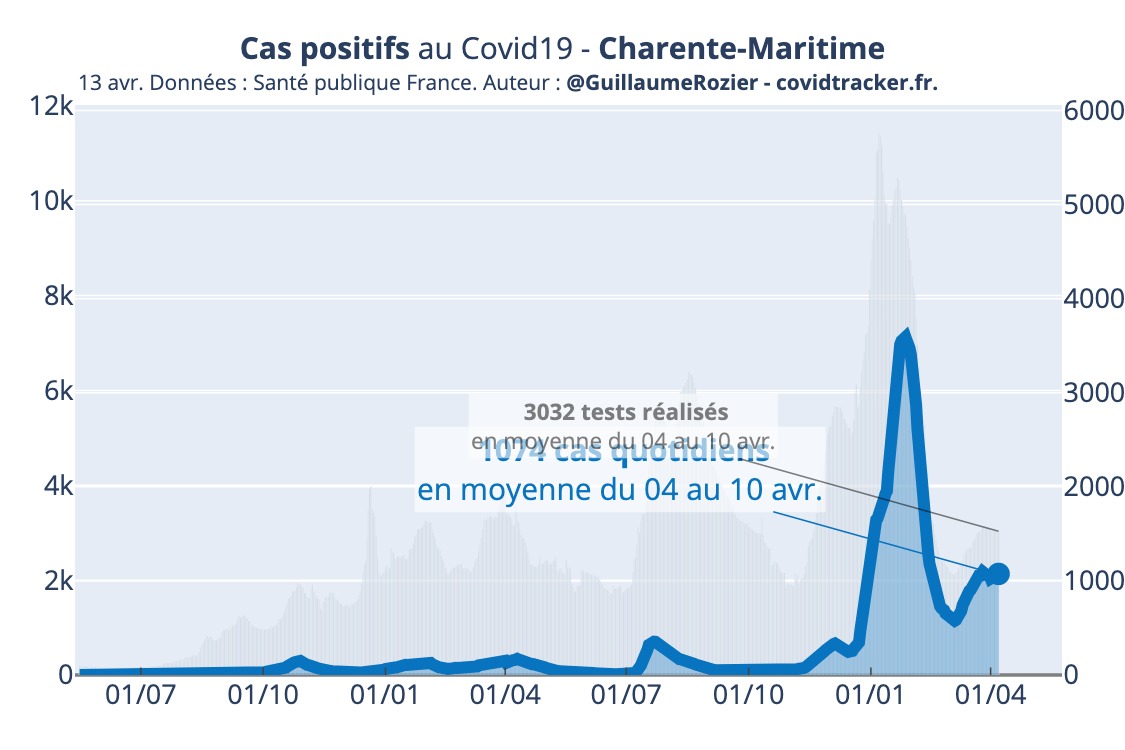 Cas positifs au Covid19 - Charente-Maritime
13 avr. Données : Santé publique France. Auteur : @GuillaumeRozier - covidtracker.fr.
12k
10k
8k
6k
4k
2k
0
6000
5000
4000
3000
2000
1000
0
3032 tests réalisés
en moyenne du 04 au 10 avr.
1074 cas quotidiens
en moyenne du 04 au 10 avr.
01/07 01/10 01/01 01/04 01/07 01/10 01/01 01/04